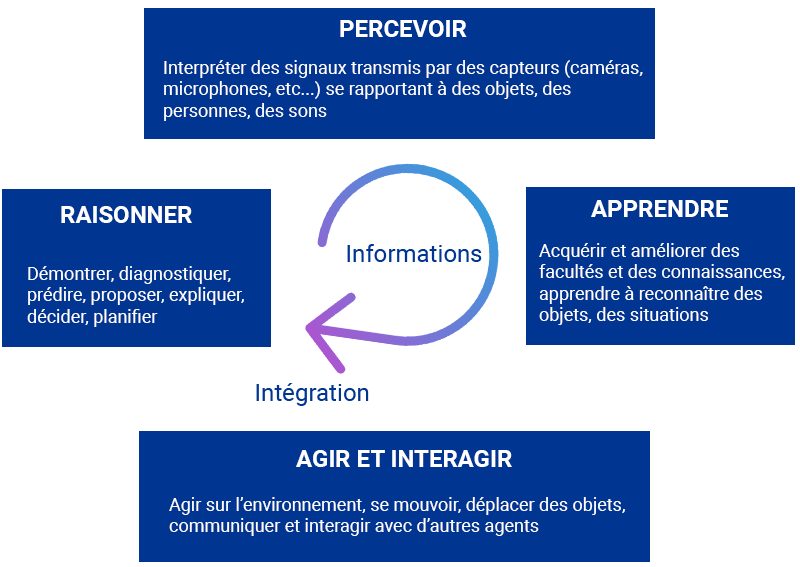 PERCEVOIR
Interpréter des signaux transmis par des capteurs (caméras,
microphones, etc...) se rapportant à des objets, des
personnes, des sons
RAISONNER
Démontrer, diagnostiquer,
prédire, proposer, expliquer,
décider, planifier
Informations
APPRENDRE
Acquérir et améliorer des
facultés et des connaissances,
apprendre à reconnaître des
objets, des situations
Intégration
AGIR ET INTERAGIR
Agir sur l’environnement, se mouvoir, déplacer des objets,
communiquer et interagir avec d’autres agents